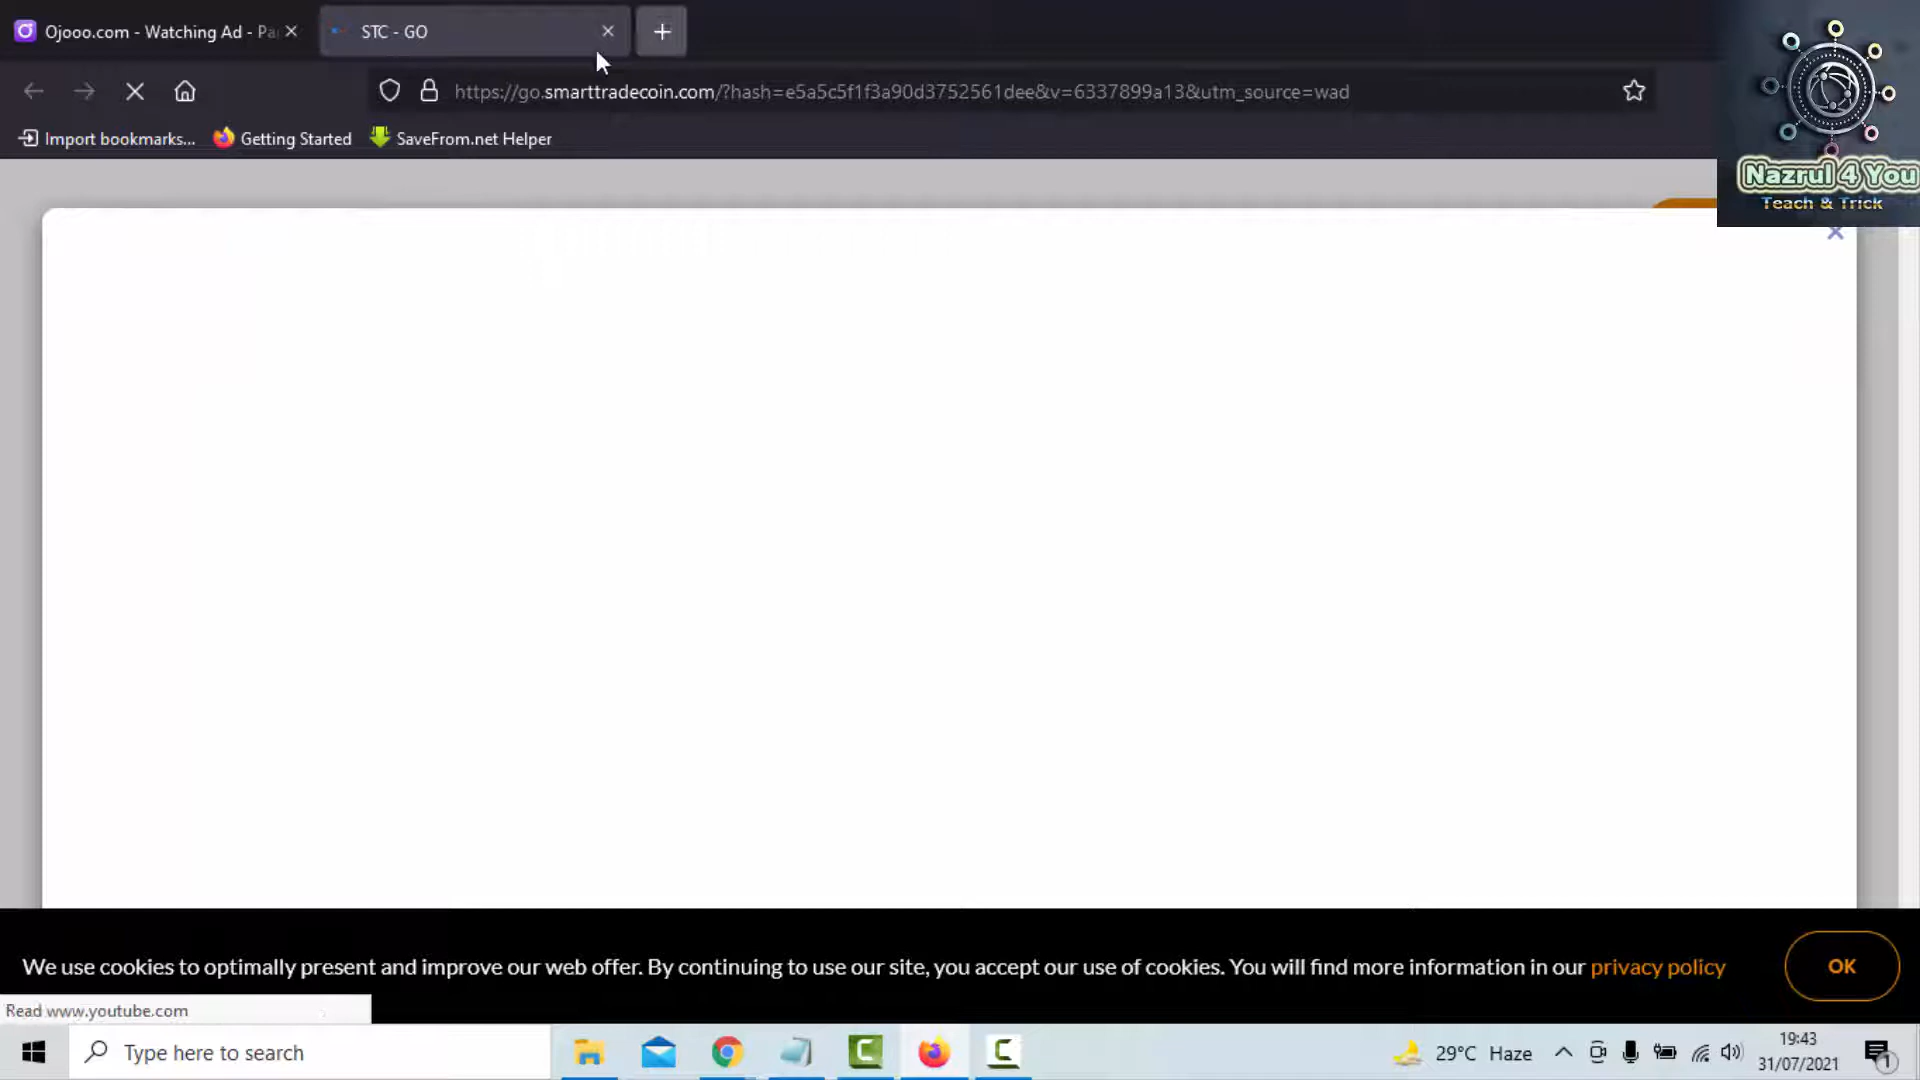 Ojooo.com - Watching Ad - Pa
STC - GO
https://go.smarttradecoin.com/?hash=e5a5c5f1f3a90d3752561dee&v=6337899a13&utm_source=wad
Import bookmarks...
Getting Started
SaveFrom.net Helper
Nazrul 4 You
Teach & Trick
We use cookies to optimally present and improve our web offer. By continuing to use our site, you accept our use of cookies. You will find more information in our privacy policy
OK
Read www.youtube.com
Type here to search
29°C Haze
19:43
31/07/2021
1